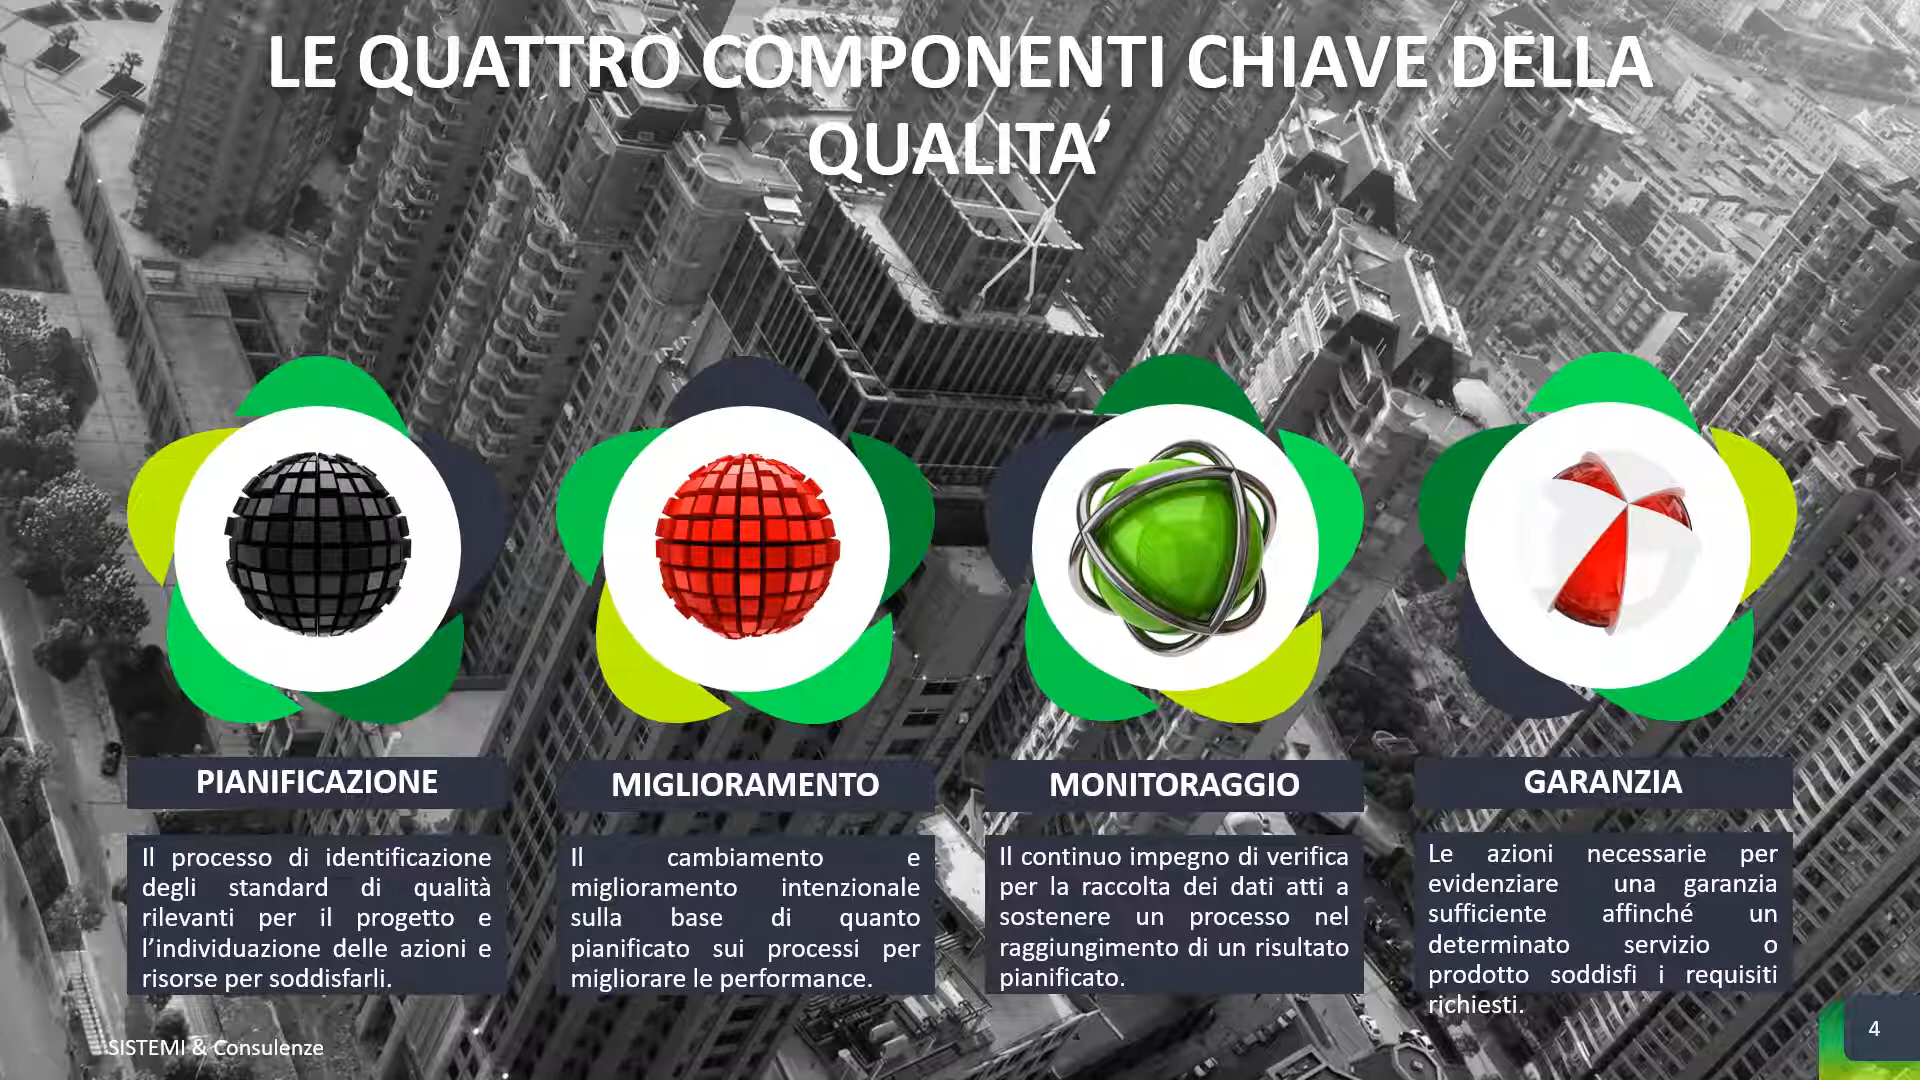 LE QUATTRO COMPONENTI CHIAVE DELLA
QUALITA’
PIANIFICAZIONE
Il processo di identificazione
degli standard di qualità
rilevanti per il progetto e
l’individuazione delle azioni e
risorse per soddisfarli.
MIGLIORAMENTO
Il cambiamento e
miglioramento intenzionale
sulla base di quanto
pianificato sui processi per
migliorare le performance.
MONITORAGGIO
Il continuo impegno di verifica
per la raccolta dei dati atti a
sostenere un processo nel
raggiungimento di un risultato
pianificato.
GARANZIA
Le azioni necessarie per
evidenziare una garanzia
sufficiente affinché un
determinato servizio o
prodotto soddisfi i requisiti
richiesti.
SISTEMI & Consulenze
4